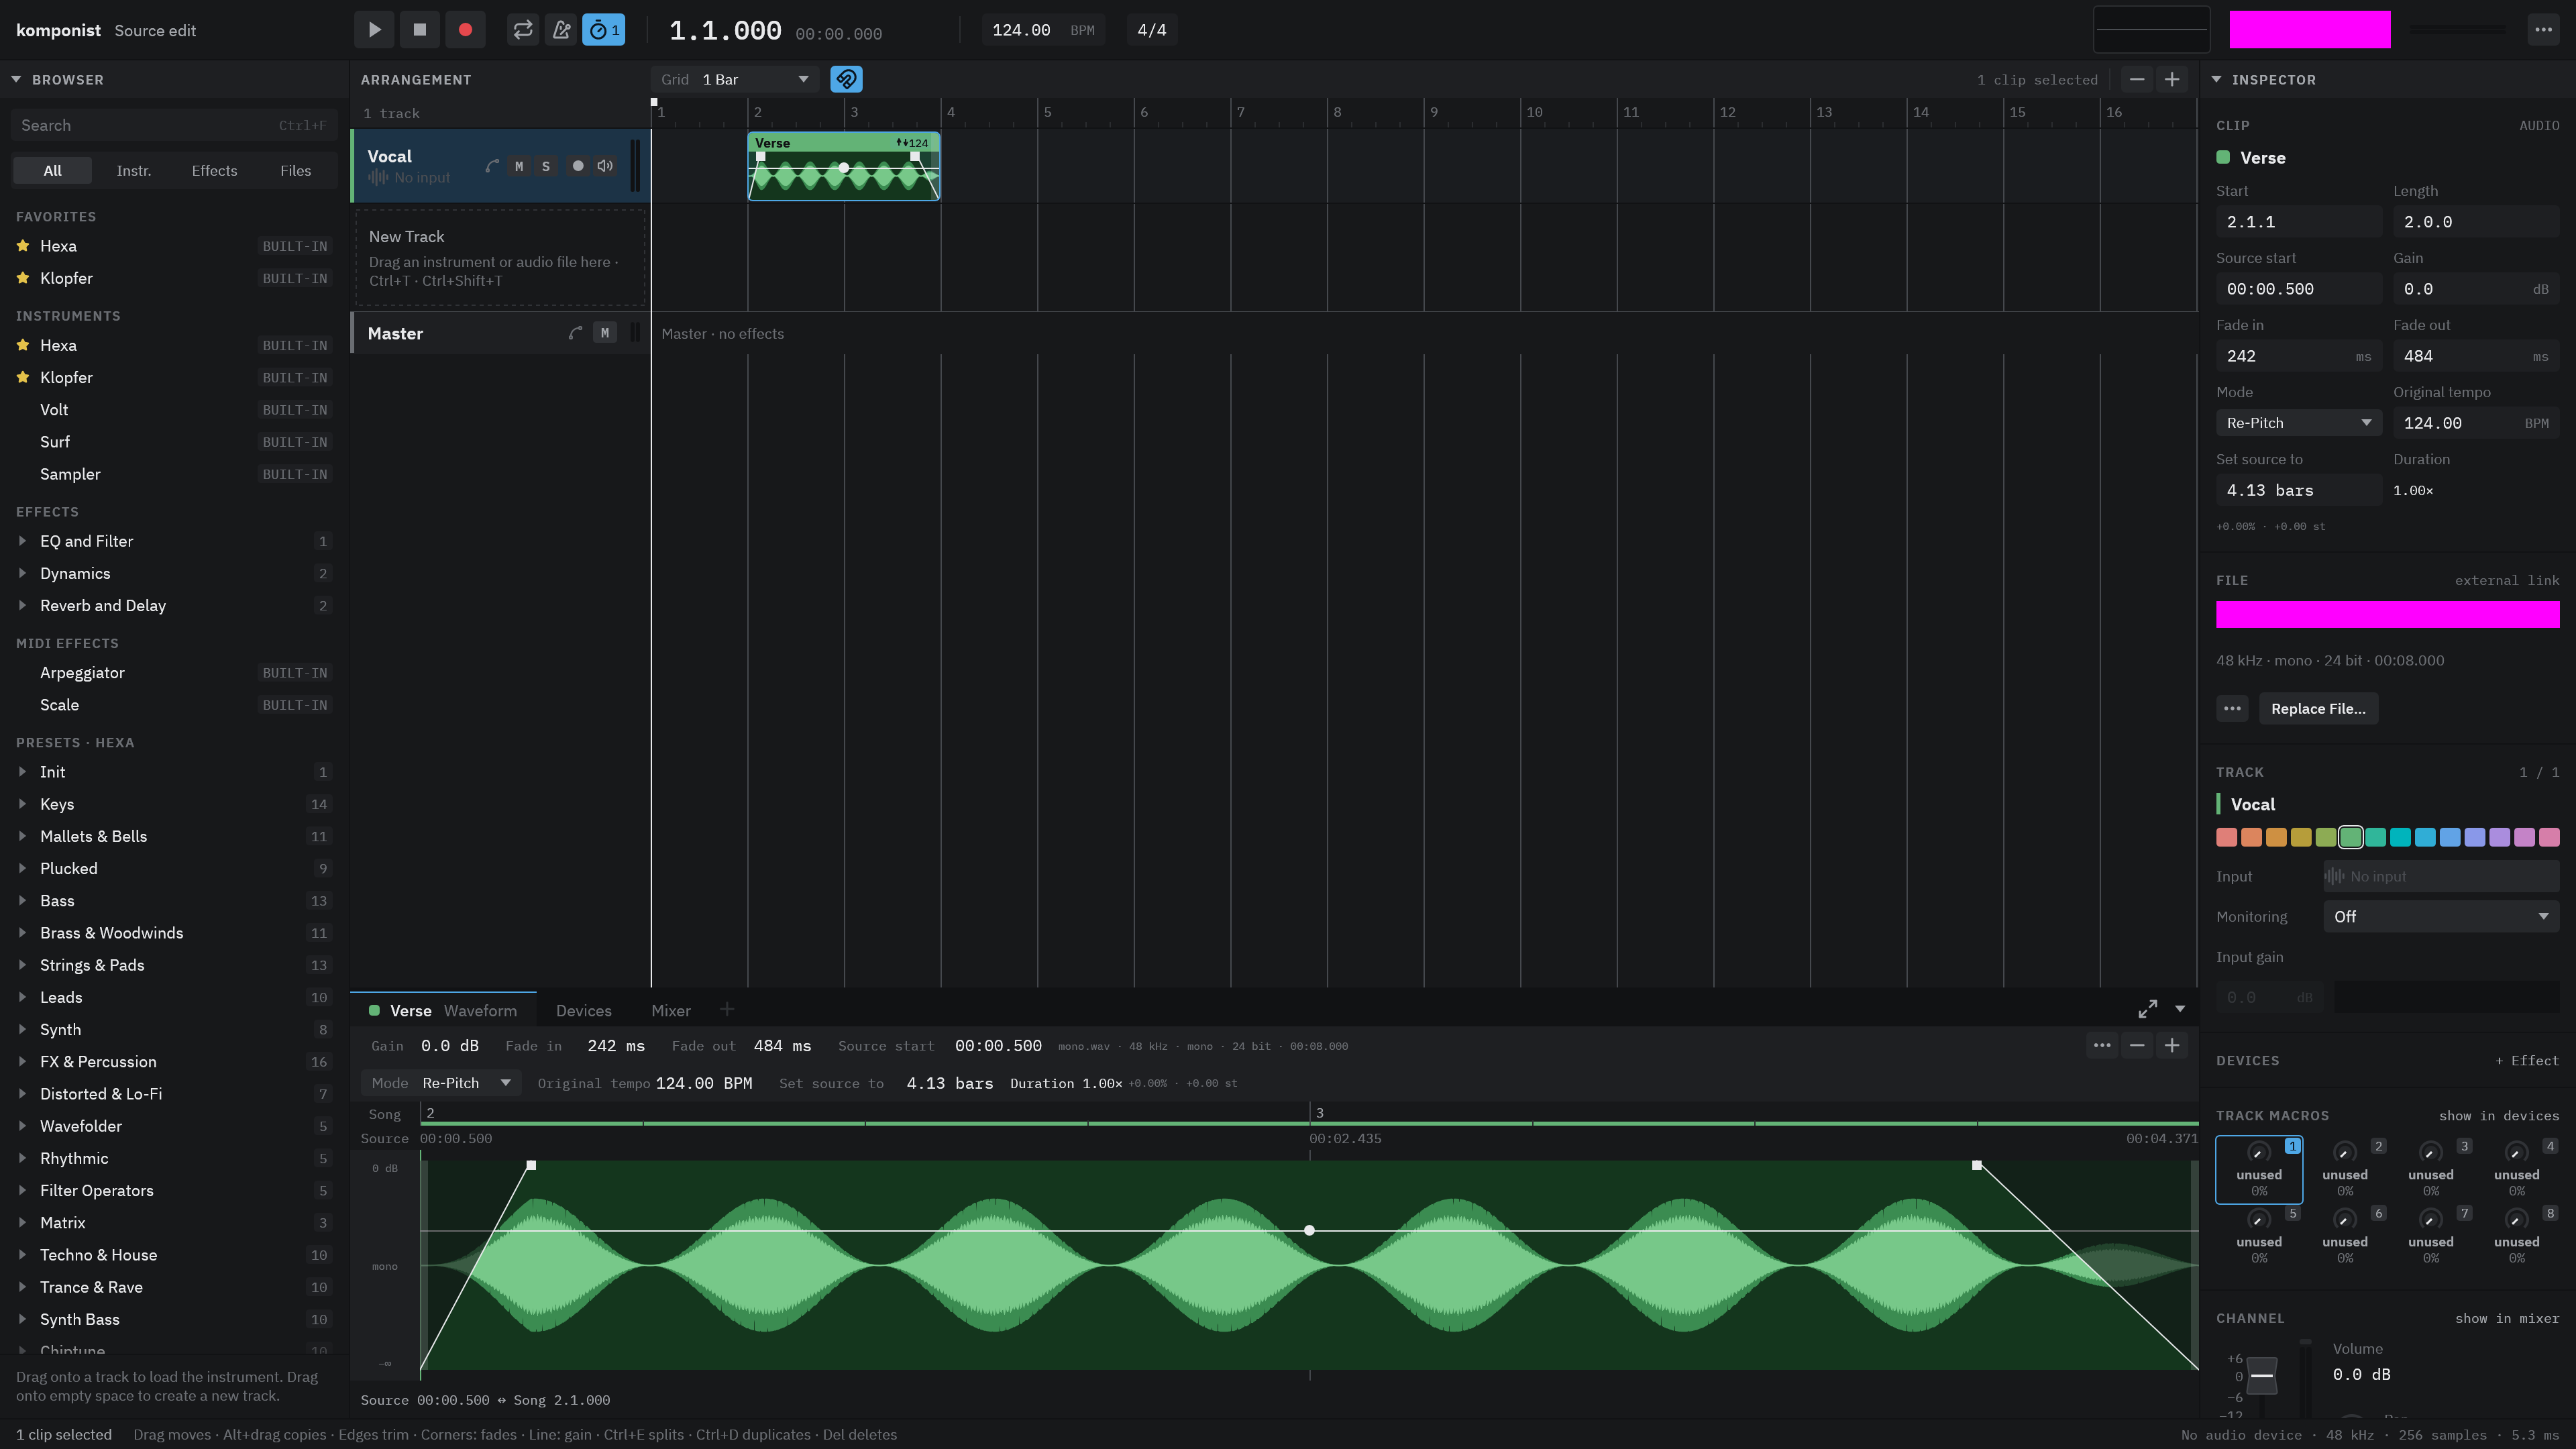 komponist Source edit
1
1.1.000 00:00.000
124.00 BPM
4/4
BROWSER
Search Ctrl+F
All Instr. Effects Files
FAVORITES
Hexa BUILT-IN
Klopfer BUILT-IN
INSTRUMENTS
Hexa BUILT-IN
Klopfer BUILT-IN
Volt BUILT-IN
Surf BUILT-IN
Sampler BUILT-IN
EFFECTS
EQ and Filter 1
Dynamics 2
Reverb and Delay 2
MIDI EFFECTS
Arpeggiator BUILT-IN
Scale BUILT-IN
PRESETS · HEXA
Init 1
Keys 14
Mallets & Bells 11
Plucked 9
Bass 13
Brass & Woodwinds 11
Strings & Pads 13
Leads 10
Synth 8
FX & Percussion 16
Distorted & Lo-Fi 7
Wavefolder 5
Rhythmic 5
Filter Operators 5
Matrix 3
Techno & House 10
Trance & Rave 10
Synth Bass 10
Chiptune 10
Drag onto a track to load the instrument. Drag
onto empty space to create a new track.
ARRANGEMENT
Grid 1 Bar
1 clip selected
1 track
1 2 3 4 5 6 7 8 9 10 11 12 13 14 15 16
Vocal
No input
M S
Verse 124
New Track
Drag an instrument or audio file here ·
Ctrl+T · Ctrl+Shift+T
Master M
Master · no effects
Verse Waveform Devices Mixer
Gain 0.0 dB Fade in 242 ms Fade out 484 ms Source start 00:00.500 mono.wav · 48 kHz · mono · 24 bit · 00:08.000
Mode Re-Pitch Original tempo 124.00 BPM Set source to 4.13 bars Duration 1.00× +0.00% · +0.00 st
Song 2 3
Source 00:00.500 00:02.435 00:04.371
0 dB
mono
−∞
Source 00:00.500 ↔ Song 2.1.000
INSPECTOR
CLIP AUDIO
Verse
Start Length
2.1.1 2.0.0
Source start Gain
00:00.500 0.0 dB
Fade in Fade out
242 ms 484 ms
Mode Original tempo
Re-Pitch 124.00 BPM
Set source to Duration
4.13 bars 1.00×
+0.00% · +0.00 st
FILE external link
48 kHz · mono · 24 bit · 00:08.000
Replace File...
TRACK 1 / 1
Vocal
Input No input
Monitoring Off
Input gain
0.0 dB
DEVICES + Effect
TRACK MACROS show in devices
1 2 3 4
unused unused unused unused
0% 0% 0% 0%
5 6 7 8
unused unused unused unused
0% 0% 0% 0%
CHANNEL show in mixer
Volume
0.0 dB
+6
0
−6
−12
1 clip selected Drag moves · Alt+drag copies · Edges trim · Corners: fades · Line: gain · Ctrl+E splits · Ctrl+D duplicates · Del deletes
No audio device · 48 kHz · 256 samples · 5.3 ms